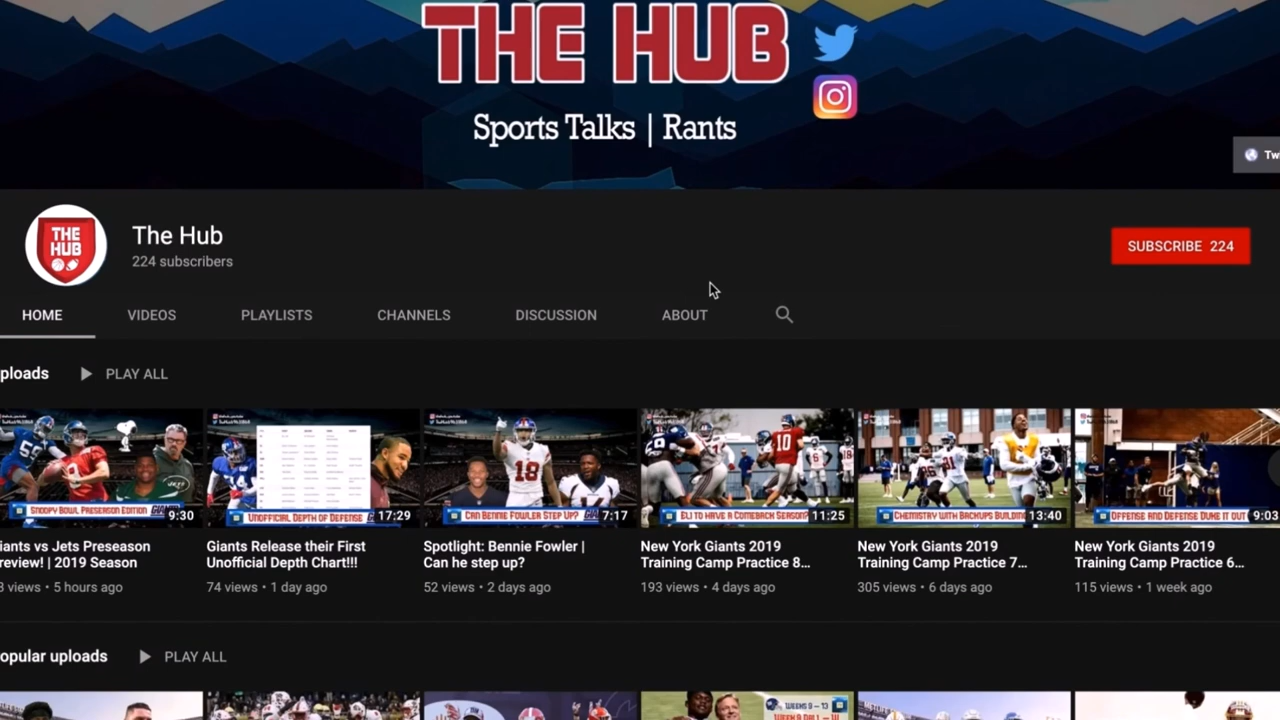 THE HUB
Sports Talks | Rants
Tw
THE
HUB
The Hub
224 subscribers
SUBSCRIBE 224
HOME
VIDEOS
PLAYLISTS
CHANNELS
DISCUSSION
ABOUT
ploads
PLAY ALL
SNOOPY BOWL PRESEASON EDITION
9:30
UNOFFICIAL DEPTH OF DEFENSE
17:29
18
CAN BENNIE FOWLER STEP UP?
7:17
10
ELI TO HAVE A COMEBACK SEASON?
11:25
CHEMISTRY WITH BACKUPS BUILDING
13:40
OFFENSE AND DEFENSE DUKE IT OUT
9:03
iants vs Jets Preseason
review! | 2019 Season
3 views • 5 hours ago
Giants Release their First
Unofficial Depth Chart!!!
74 views • 1 day ago
Spotlight: Bennie Fowler |
Can he step up?
52 views • 2 days ago
New York Giants 2019
Training Camp Practice 8...
193 views • 4 days ago
New York Giants 2019
Training Camp Practice 7...
305 views • 6 days ago
New York Giants 2019
Training Camp Practice 6...
115 views • 1 week ago
opular uploads
PLAY ALL
WEEKS 9 – 13